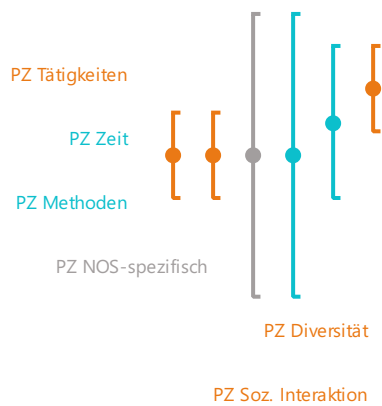 PZ Tätigkeiten
PZ Zeit
PZ Methoden
PZ NOS-spezifisch
PZ Diversität
PZ Soz. Interaktion